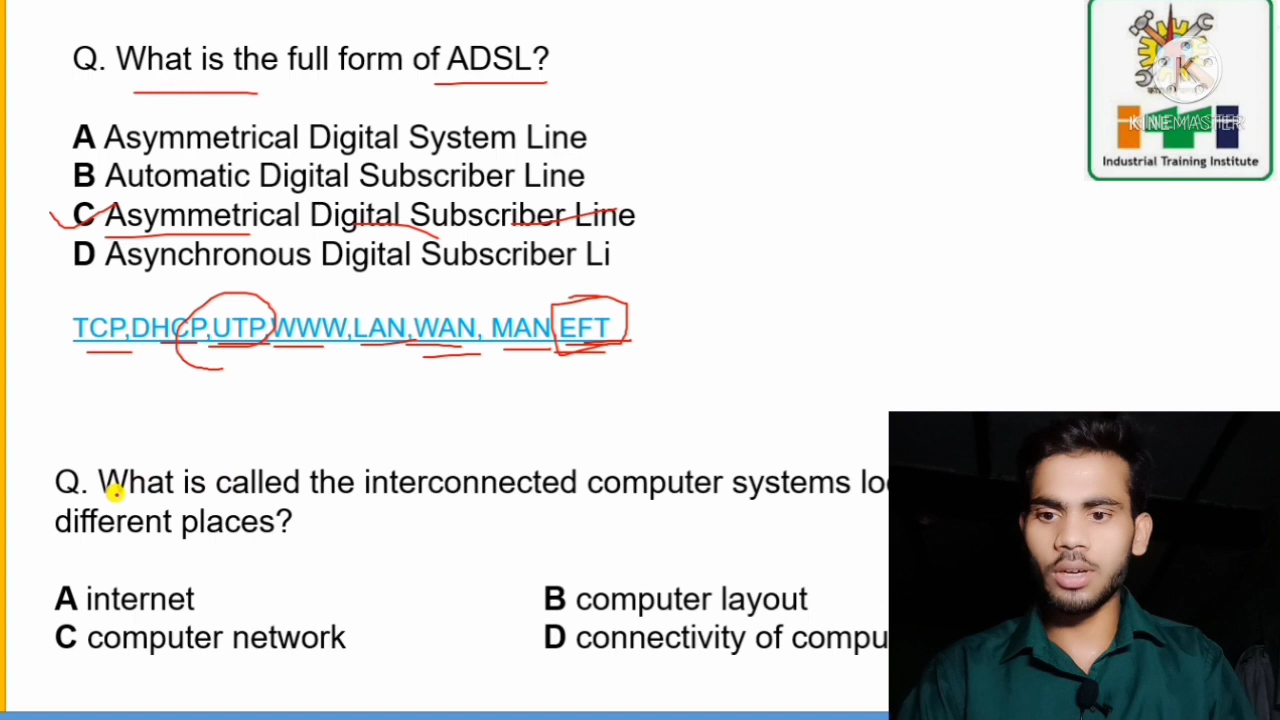 Q. What is the full form of ADSL?
A Asymmetrical Digital System Line
B Automatic Digital Subscriber Line
C Asymmetrical Digital Subscriber Line
D Asynchronous Digital Subscriber Li
TCP,DHCP,UTP,WWW,LAN,WAN, MAN EFT
K
KINEMASTER
Industrial Training Institute
Q. What is called the interconnected computer systems
different places?
A internet
B computer layout
C computer network
D connectivity of